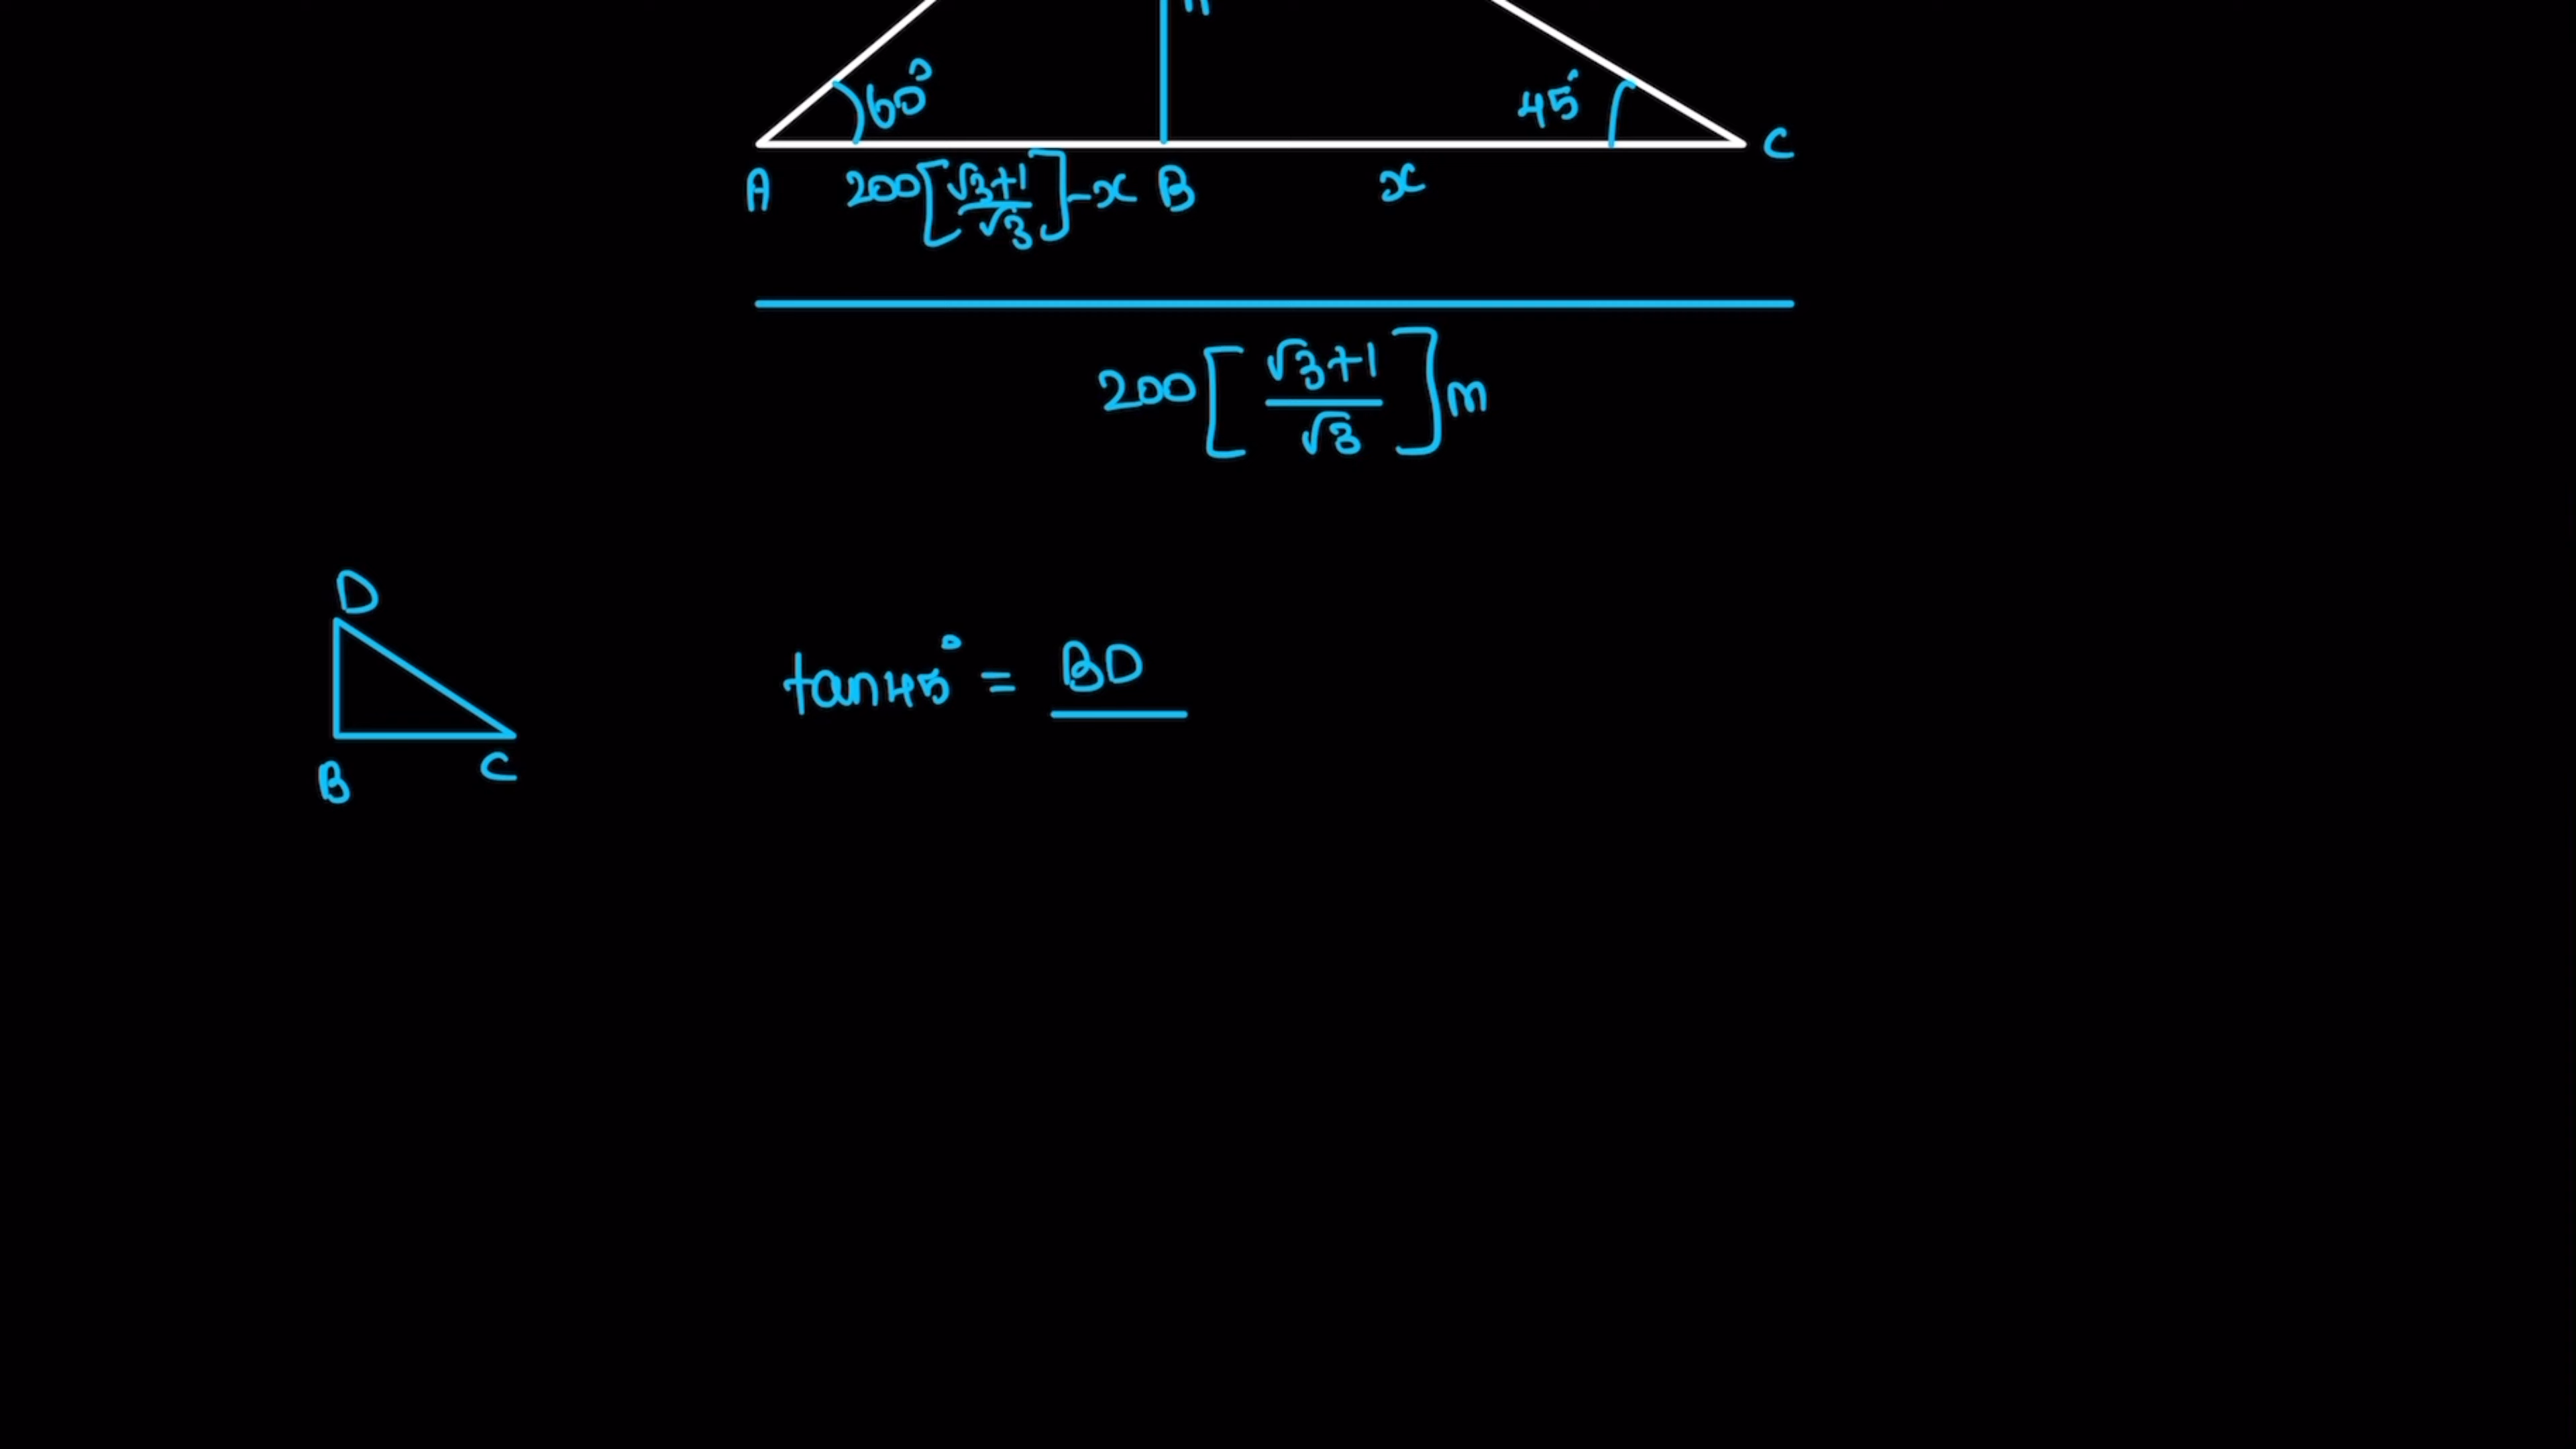 h
60° 45°
A 200[√3+1/√3]-x B x C
200[√3+1/√3]m
D
tan45° = BD
B C